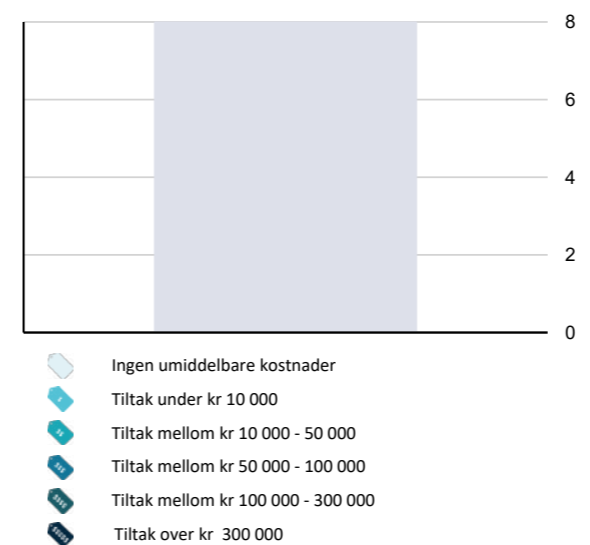 8
6
4
2
0
Ingen umiddelbare kostnader
Tiltak under kr 10 000
Tiltak mellom kr 10 000 - 50 000
Tiltak mellom kr 50 000 - 100 000
Tiltak mellom kr 100 000 - 300 000
Tiltak over kr  300 000